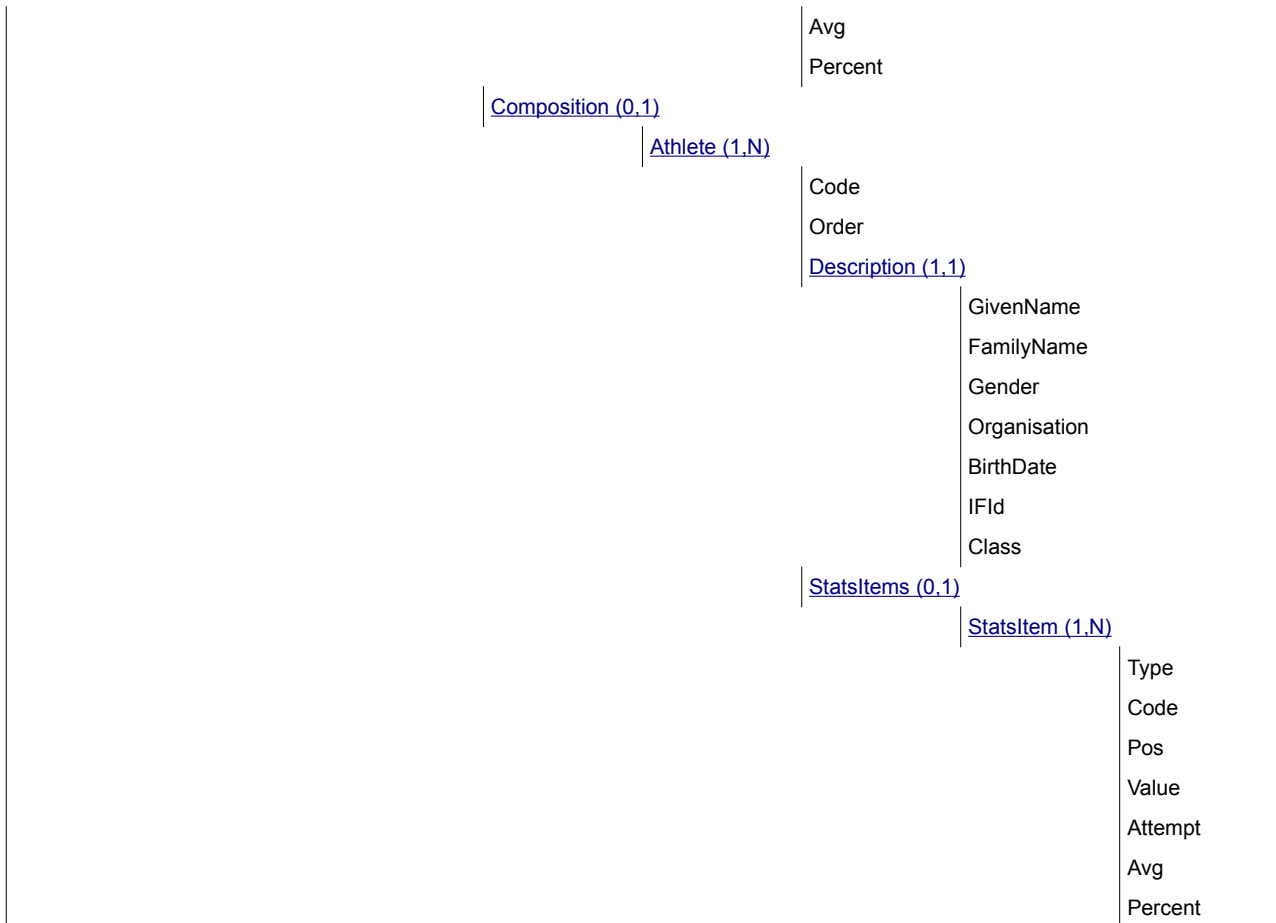 Avg
Percent
Composition (0,1)
Athlete (1,N)
Code
Order
Description (1,1)
GivenName
FamilyName
Gender
Organisation
BirthDate
IFId
Class
StatsItems (0,1)
StatsItem (1,N)
Type
Code
Pos
Value
Attempt
Avg
Percent